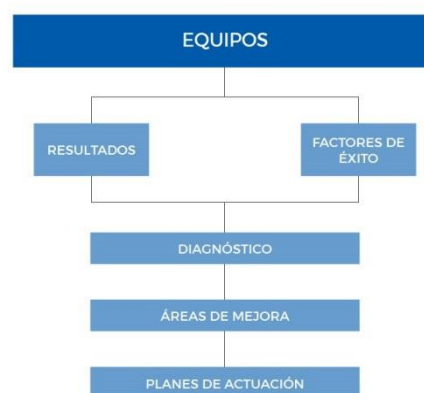 EQUIPOS
RESULTADOS
FACTORES DE
ÉXITO
DIAGNÓSTICO
ÁREAS DE MEJORA
PLANES DE ACTUACIÓN